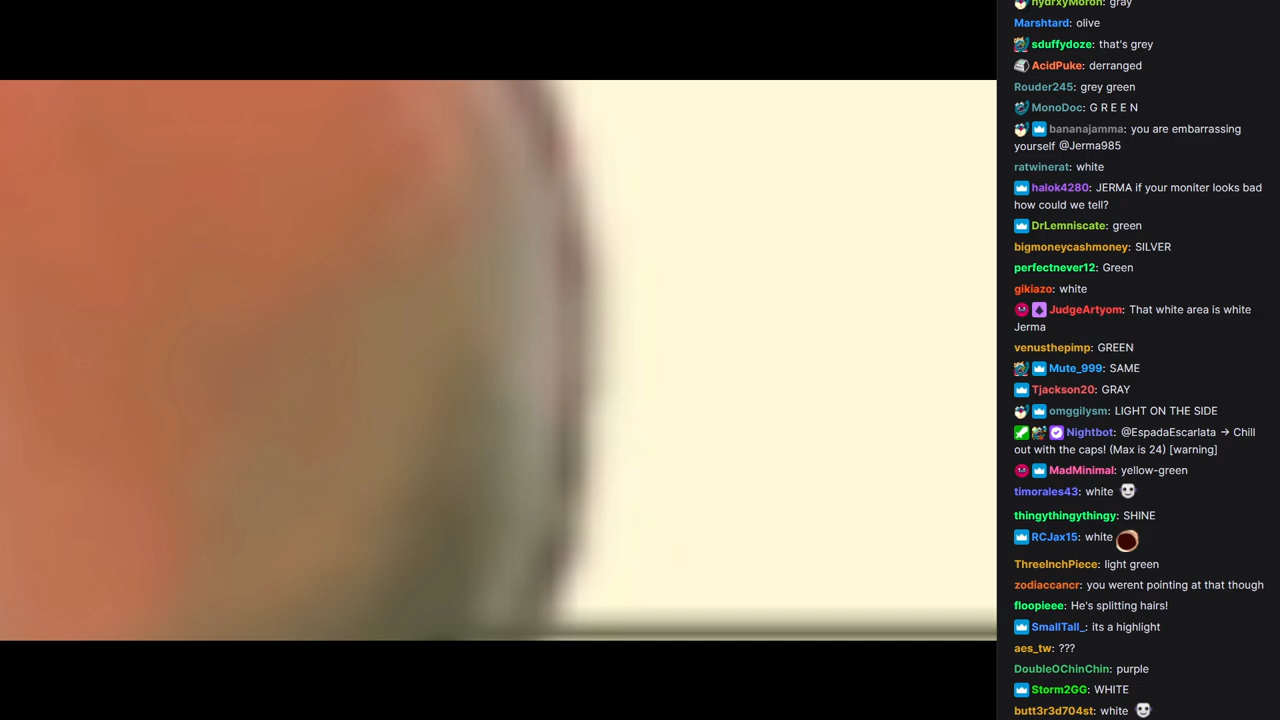 hydrxyMoron: gray
Marshtard: olive
sduffydoze: that's grey
AcidPuke: derranged
Rouder245: grey green
MonoDoc: G R E E N
bananajamma: you are embarrassing
yourself @Jerma985
ratwinerat: white
halok4280: JERMA if your moniter looks bad
how could we tell?
DrLemniscate: green
bigmoneycashmoney: SILVER
perfectnever12: Green
gikiazo: white
JudgeArtyom: That white area is white
Jerma
venusthepimp: GREEN
Mute_999: SAME
Tjackson20: GRAY
omggilysm: LIGHT ON THE SIDE
Nightbot: @EspadaEscarlata → Chill
out with the caps! (Max is 24) [warning]
MadMinimal: yellow-green
timorales43: white
thingythingythingy: SHINE
RCJax15: white
ThreeInchPiece: light green
zodiaccancr: you werent pointing at that though
floopieee: He's splitting hairs!
SmallTall_: its a highlight
aes_tw: ???
DoubleOChinChin: purple
Storm2GG: WHITE
butt3r3d704st: white